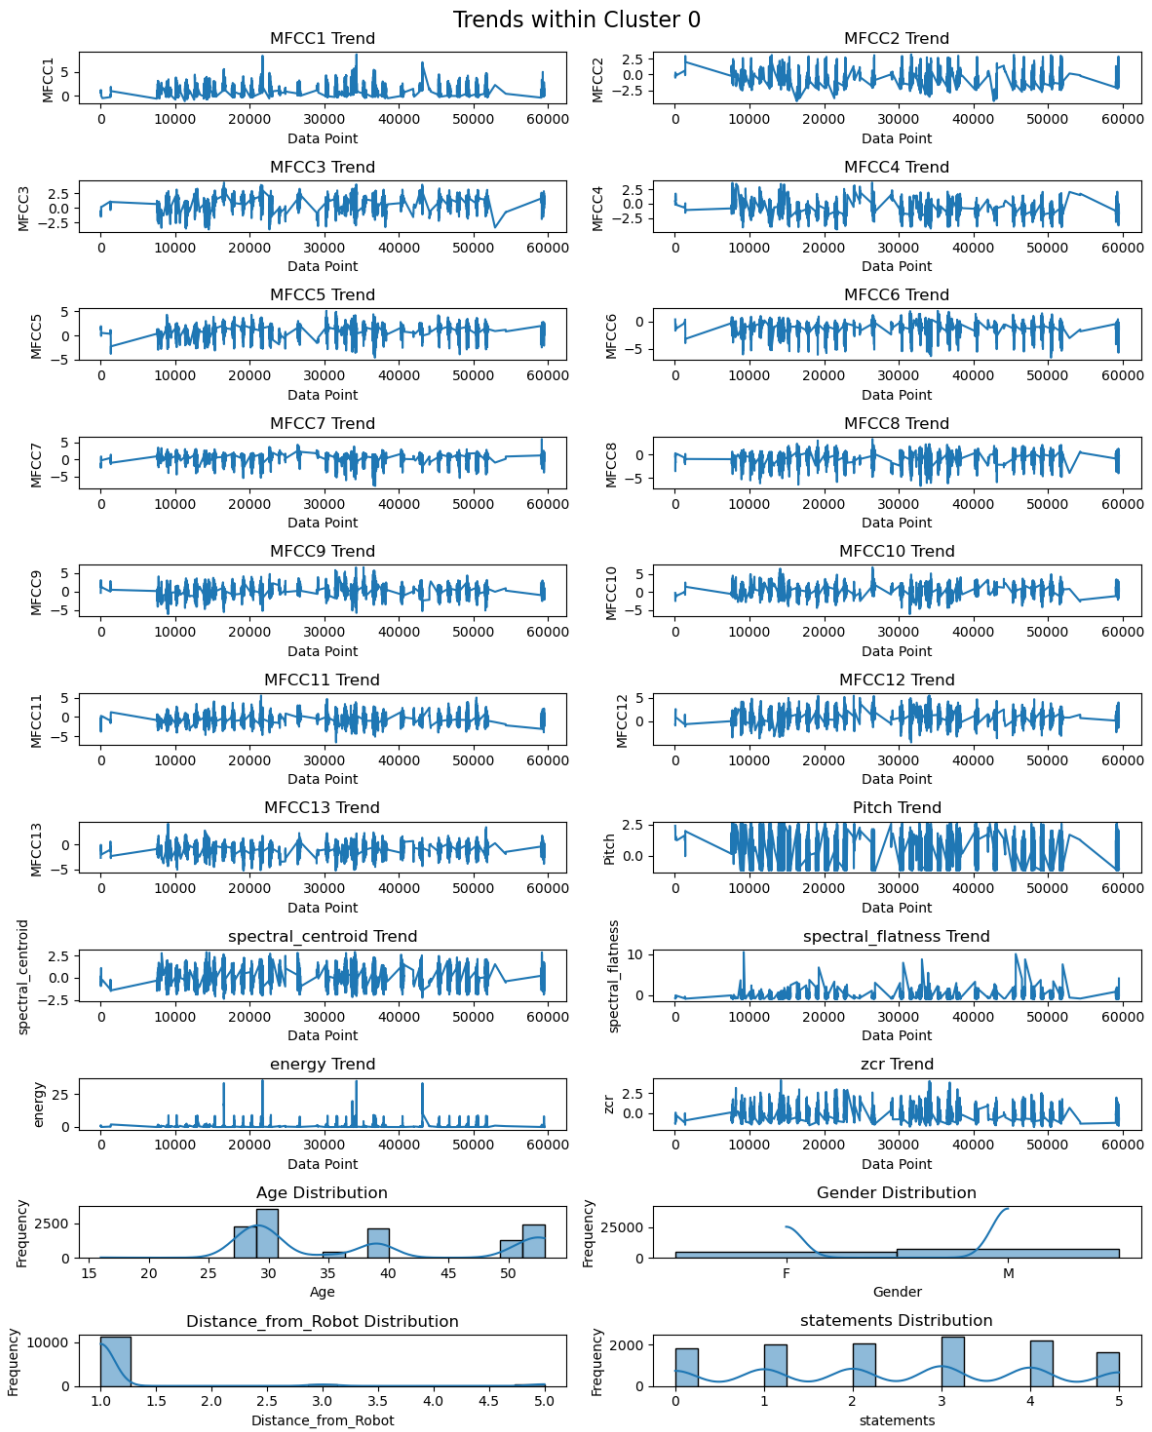 Trends within Cluster 0
MFCC1 Trend
MFCC1
5
0
0 10000 20000 30000 40000 50000 60000
Data Point
MFCC2 Trend
MFCC2
2.5
0.0
−2.5
0 10000 20000 30000 40000 50000 60000
Data Point
MFCC3 Trend
MFCC3
2.5
0.0
−2.5
0 10000 20000 30000 40000 50000 60000
Data Point
MFCC4 Trend
MFCC4
2.5
0.0
−2.5
0 10000 20000 30000 40000 50000 60000
Data Point
MFCC5 Trend
MFCC5
5
0
−5
0 10000 20000 30000 40000 50000 60000
Data Point
MFCC6 Trend
MFCC6
0
−5
0 10000 20000 30000 40000 50000 60000
Data Point
MFCC7 Trend
MFCC7
5
0
−5
0 10000 20000 30000 40000 50000 60000
Data Point
MFCC8 Trend
MFCC8
0
−5
0 10000 20000 30000 40000 50000 60000
Data Point
MFCC9 Trend
MFCC9
5
0
−5
0 10000 20000 30000 40000 50000 60000
Data Point
MFCC10 Trend
MFCC10
5
0
−5
0 10000 20000 30000 40000 50000 60000
Data Point
MFCC11 Trend
MFCC11
5
0
−5
0 10000 20000 30000 40000 50000 60000
Data Point
MFCC12 Trend
MFCC12
5
0
0 10000 20000 30000 40000 50000 60000
Data Point
MFCC13 Trend
MFCC13
0
−5
0 10000 20000 30000 40000 50000 60000
Data Point
Pitch Trend
Pitch
2.5
0.0
0 10000 20000 30000 40000 50000 60000
Data Point
spectral_centroid Trend
spectral_centroid
2.5
0.0
−2.5
0 10000 20000 30000 40000 50000 60000
Data Point
spectral_flatness Trend
spectral_flatness
10
0
0 10000 20000 30000 40000 50000 60000
Data Point
energy Trend
energy
25
0
0 10000 20000 30000 40000 50000 60000
Data Point
zcr Trend
zcr
2.5
0.0
0 10000 20000 30000 40000 50000 60000
Data Point
Age Distribution
Frequency
2500
0
15 20 25 30 35 40 45 50
Age
Gender Distribution
Frequency
25000
0
F M
Gender
Distance_from_Robot Distribution
Frequency
10000
0
1.0 1.5 2.0 2.5 3.0 3.5 4.0 4.5 5.0
Distance_from_Robot
statements Distribution
Frequency
2000
0
0 1 2 3 4 5
statements